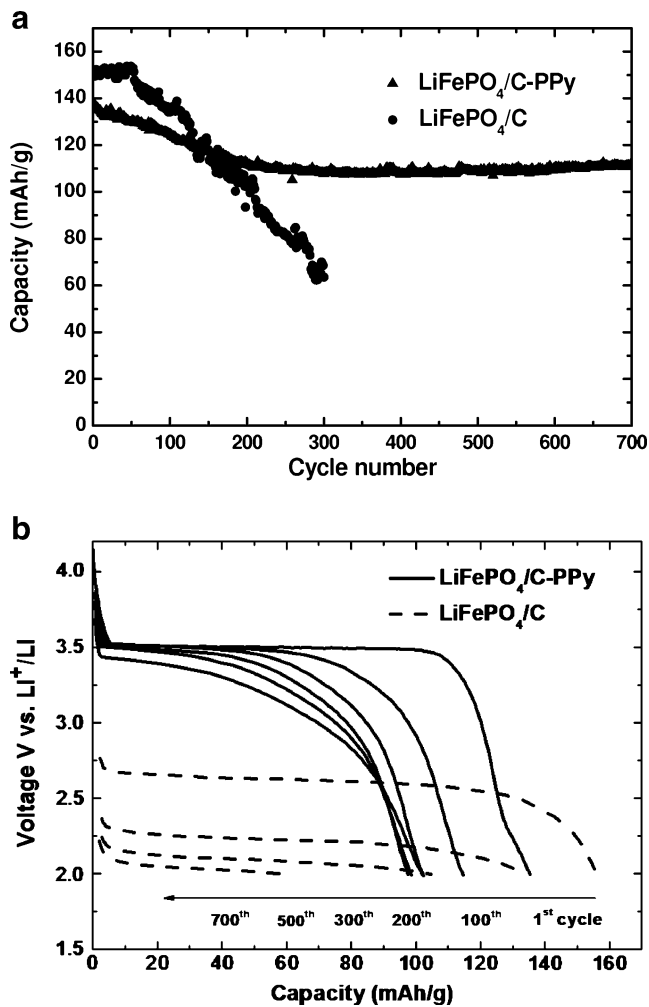 a
160
140
120
100
80
60
40
20
0
Capacity (mAh/g)
LiFePO₄/C-PPy
LiFePO₄/C
0 100 200 300 400 500 600 700
Cycle number
b
4.0
3.5
3.0
2.5
2.0
1.5
Voltage V vs. LI⁺/LI
LiFePO₄/C-PPy
LiFePO₄/C
700ᵗʰ 500ᵗʰ 300ᵗʰ 200ᵗʰ 100ᵗʰ 1ˢᵗ cycle
0 20 40 60 80 100 120 140 160
Capacity (mAh/g)